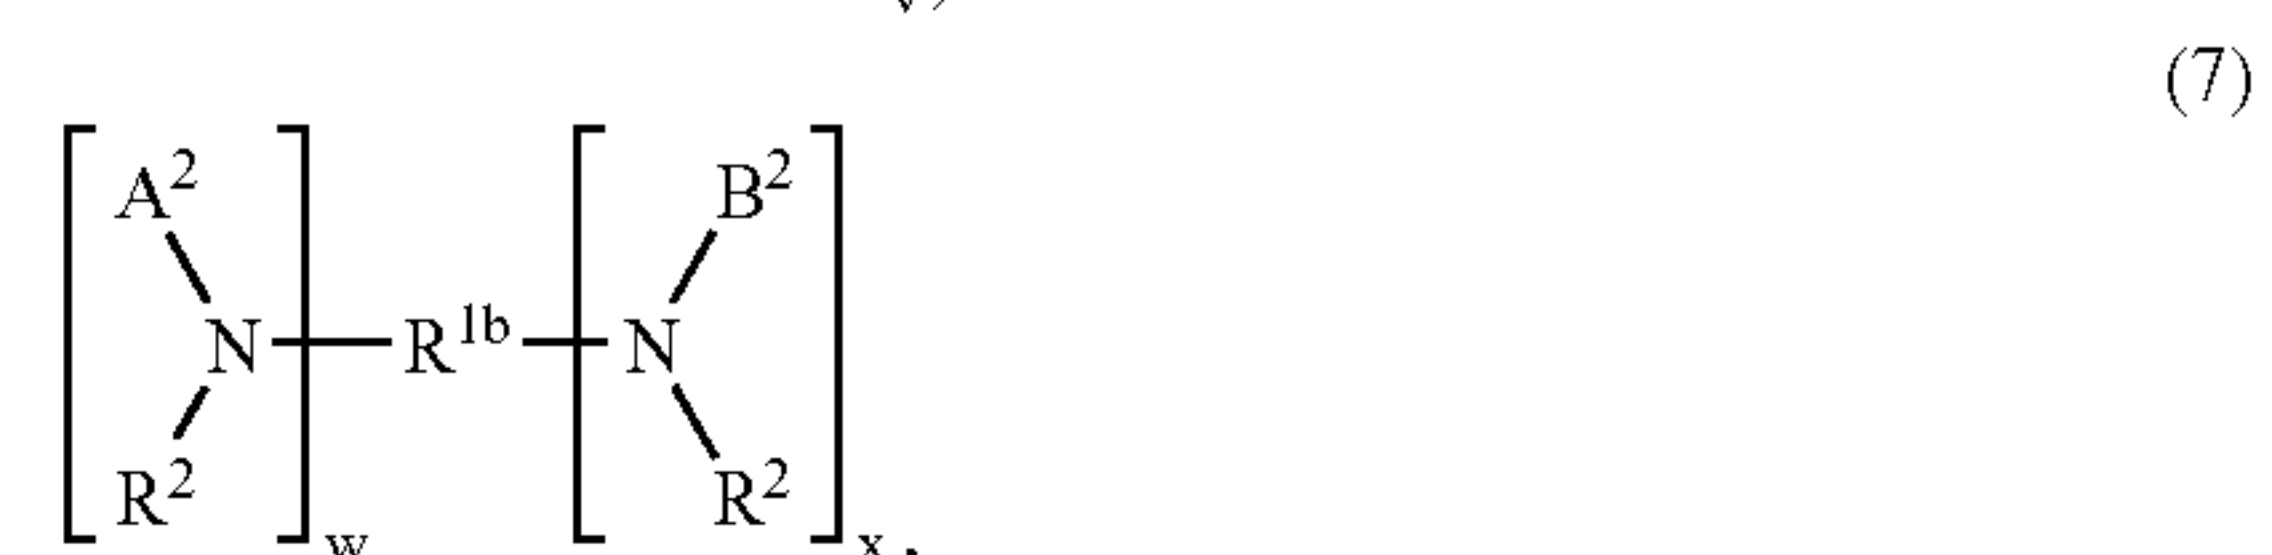 v,
(7)
A² B²
N R¹ᵇ N
R² R²
w x.